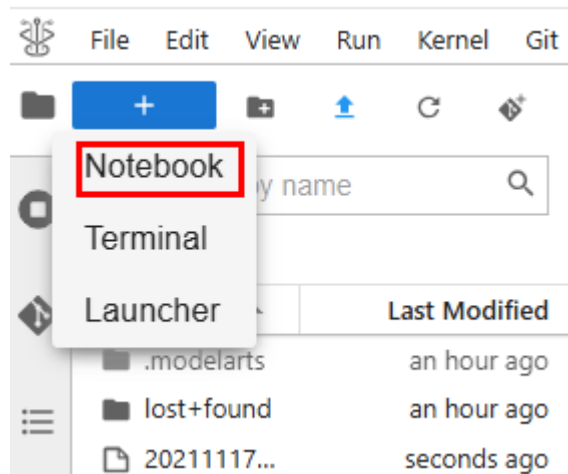 File Edit View Run Kernel Git
+
Notebook
y name
Terminal
Launcher
Last Modified
.modelarts an hour ago
lost+found an hour ago
20211117... seconds ago